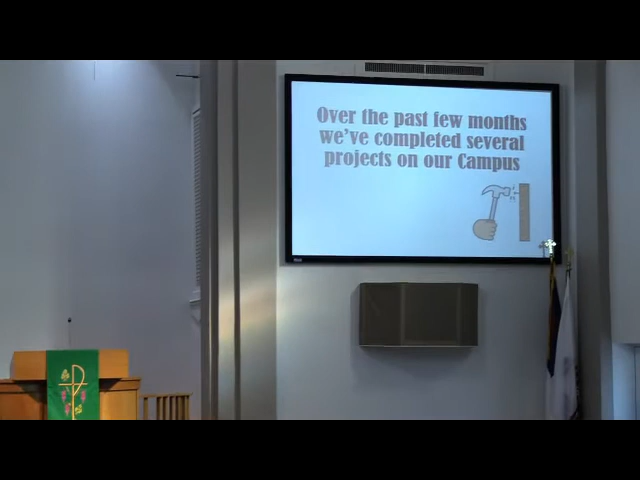 Over the past few months
we've completed several
projects on our Campus